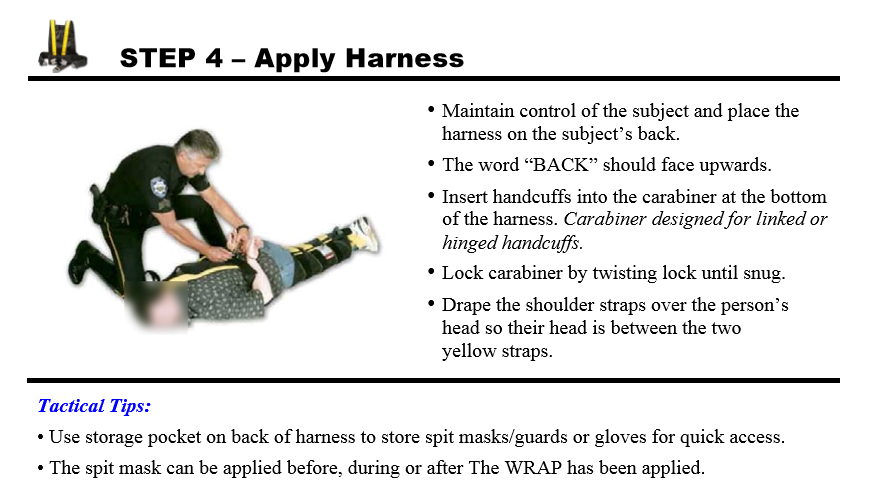 STEP 4 – Apply Harness
• Maintain control of the subject and place the
harness on the subject’s back.
• The word “BACK” should face upwards.
• Insert handcuffs into the carabiner at the bottom
of the harness. Carabiner designed for linked or
hinged handcuffs.
• Lock carabiner by twisting lock until snug.
• Drape the shoulder straps over the person’s
head so their head is between the two
yellow straps.
Tactical Tips:
• Use storage pocket on back of harness to store spit masks/guards or gloves for quick access.
• The spit mask can be applied before, during or after The WRAP has been applied.